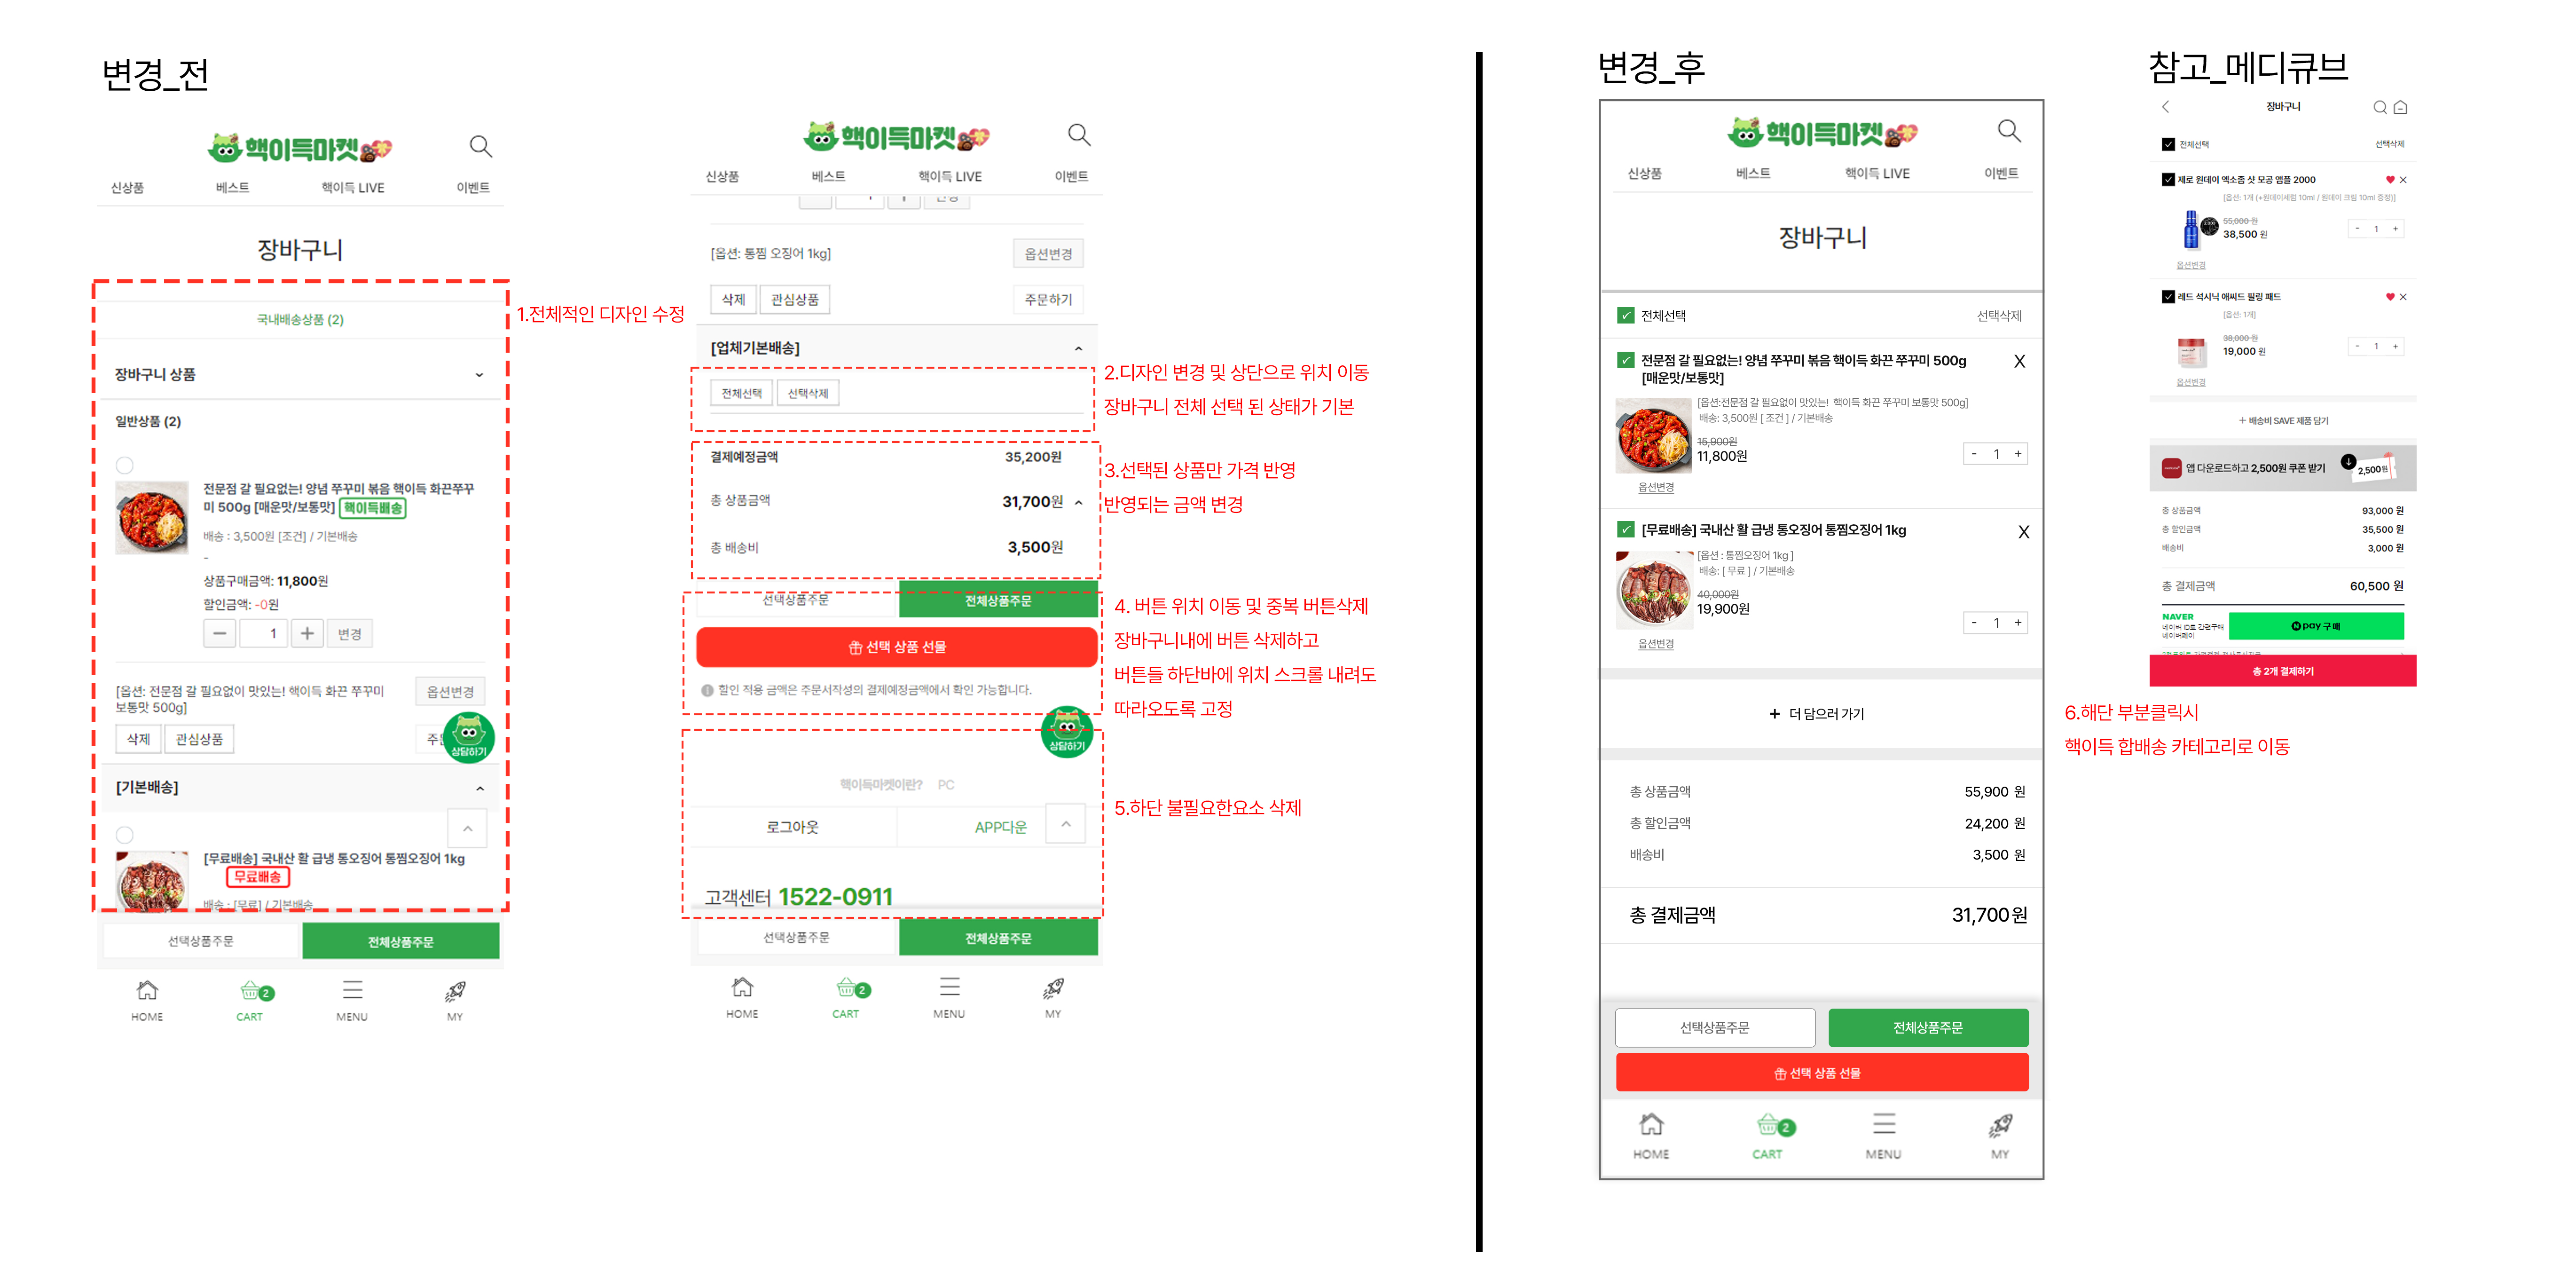 변경_전
핵이득마켓
신상품
베스트
핵이득 LIVE
이벤트
장바구니
국내배송상품 (2)
장바구니 상품
일반상품 (2)
전문점 갈 필요없는! 양념 쭈꾸미 볶음 핵이득 화끈쭈꾸
미 500g [매운맛/보통맛] 핵이득배송
배송 : 3,500원 [조건] / 기본배송
-
상품구매금액: 11,800원
할인금액: -0원
1
변경
[옵션: 전문점 갈 필요없이 맛있는! 핵이득 화끈 쭈꾸미
보통맛 500g]
옵션변경
삭제
관심상품
상담하기
[기본배송]
[무료배송] 국내산 활 급냉 통오징어 통찜오징어 1kg
무료배송
배송 : [무료] / 기본배송
선택상품주문
전체상품주문
HOME
2
CART
MENU
MY
1.전체적인 디자인 수정
핵이득마켓
신상품
베스트
핵이득 LIVE
이벤트
[옵션: 통찜 오징어 1kg]
옵션변경
삭제
관심상품
주문하기
[업체기본배송]
전체선택
선택삭제
결제예정금액
35,200원
총 상품금액
31,700원
총 배송비
3,500원
선택상품주문
전체상품주문
선택 상품 선물
할인 적용 금액은 주문서작성의 결제예정금액에서 확인 가능합니다.
상담하기
핵이득마켓이란?
PC
로그아웃
APP다운
고객센터 1522-0911
선택상품주문
전체상품주문
HOME
2
CART
MENU
MY
2.디자인 변경 및 상단으로 위치 이동
장바구니 전체 선택 된 상태가 기본
3.선택된 상품만 가격 반영
반영되는 금액 변경
4. 버튼 위치 이동 및 중복 버튼삭제
장바구니내에 버튼 삭제하고
버튼들 하단바에 위치 스크롤 내려도
따라오도록 고정
5.하단 불필요한요소 삭제
변경_후
핵이득마켓
신상품
베스트
핵이득 LIVE
이벤트
장바구니
전체선택
선택삭제
전문점 갈 필요없는! 양념 쭈꾸미 볶음 핵이득 화끈 쭈꾸미 500g
[매운맛/보통맛]
X
[옵션:전문점 갈 필요없이 맛있는! 핵이득 화끈 쭈꾸미 보통맛 500g]
배송: 3,500원 [ 조건 ] / 기본배송
15,900원
11,800원
- 1 +
옵션변경
[무료배송] 국내산 활 급냉 통오징어 통찜오징어 1kg
X
[옵션 : 통찜오징어 1kg ]
배송: [ 무료 ] / 기본배송
40,000원
19,900원
- 1 +
옵션변경
+ 더 담으러 가기
총 상품금액
55,900 원
총 할인금액
24,200 원
배송비
3,500 원
총 결제금액
31,700원
선택상품주문
전체상품주문
선택 상품 선물
HOME
2
CART
MENU
MY
참고_메디큐브
장바구니
전체선택
선택삭제
제로 원데이 엑소좀 샷 모공 앰플 2000
[옵션: 1개 (+원데이세럼 10ml / 원데이 크림 10ml 증정)]
55,000 원
38,500 원
- 1 +
옵션변경
레드 석시닉 애씨드 필링 패드
[옵션: 1개]
38,000 원
19,000 원
- 1 +
옵션변경
+ 배송비 SAVE 제품 담기
앱 다운로드하고 2,500원 쿠폰 받기
2,500원
총 상품금액
93,000 원
총 할인금액
35,500 원
배송비
3,000 원
총 결제금액
60,500 원
NAVER
네이버 ID로 간편구매
네이버페이
N pay 구매
총 2개 결제하기
6.해단 부분클릭시
핵이득 합배송 카테고리로 이동